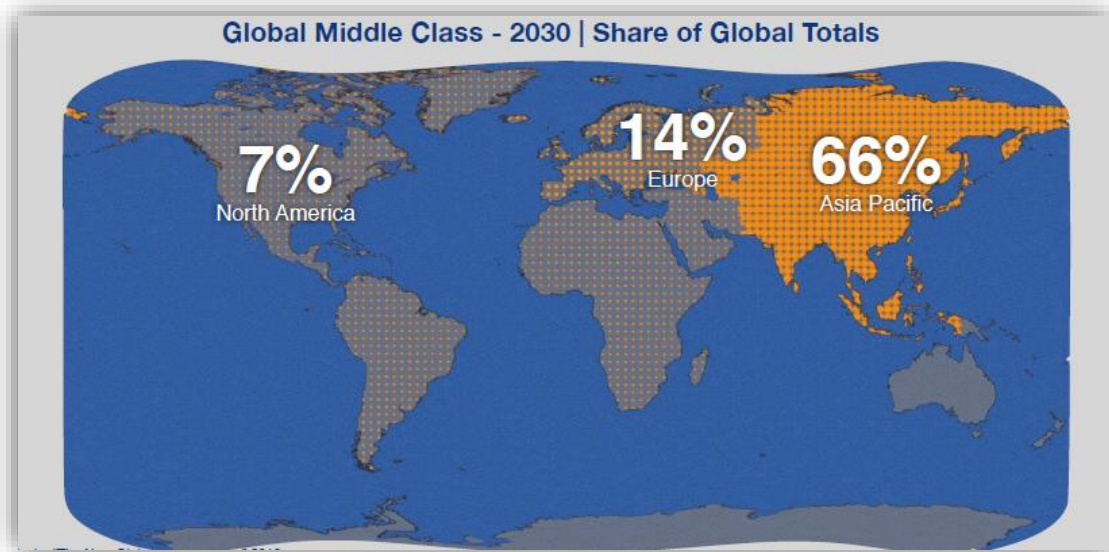 Global Middle Class - 2030 | Share of Global Totals
14%
Europe
66%
Asia Pacific
7%
North America